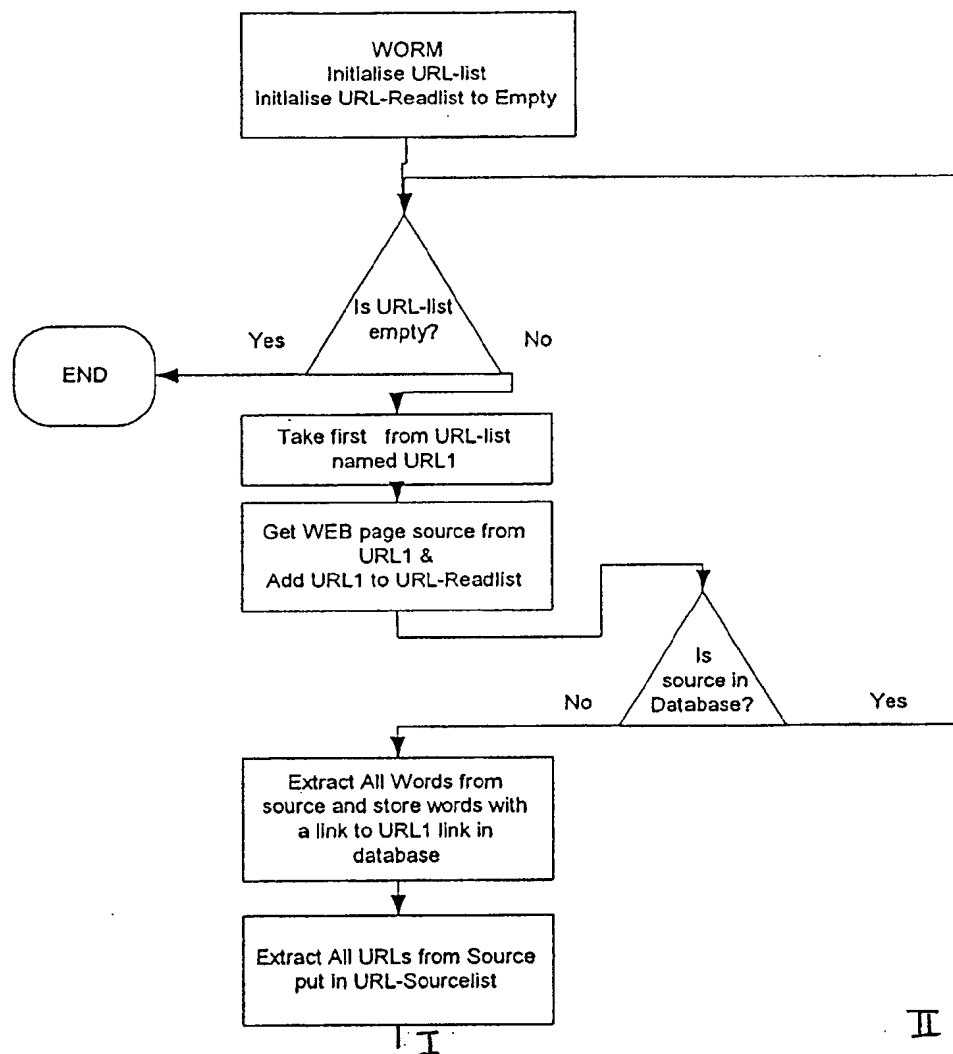 WORM
Initialise URL-list
Initialise URL-Readlist to Empty
Is URL-list
empty?
Yes
No
END
Take first from URL-list
named URL1
Get WEB page source from
URL1 &
Add URL1 to URL-Readlist
Is
source in
Database?
No
Yes
Extract All Words from
source and store words with
a link to URL1 link in
database
Extract All URLs from Source
put in URL-Sourcelist
I
II